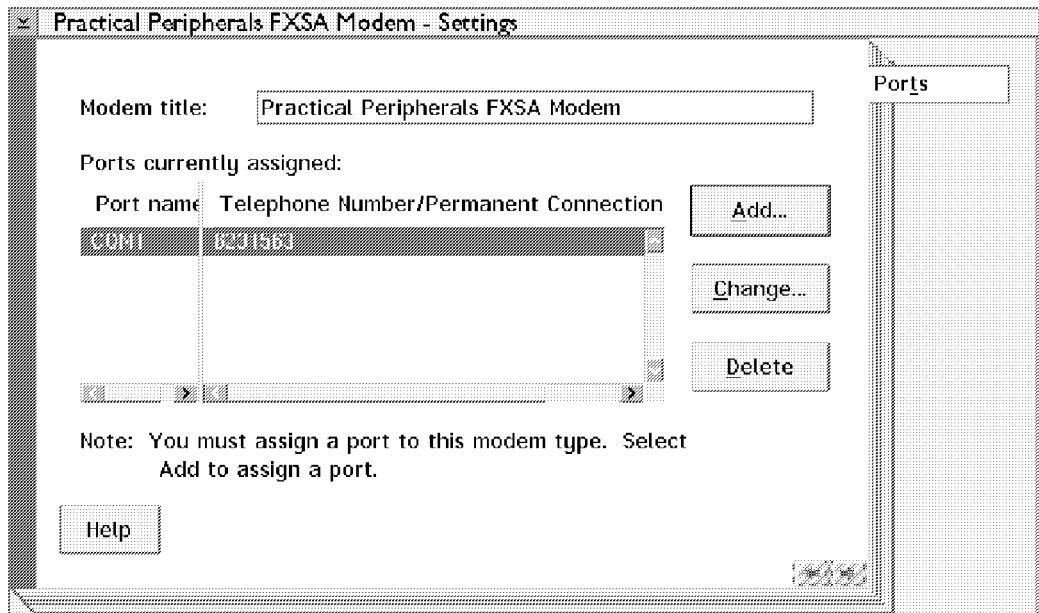 Practical Peripherals FXSA Modem - Settings
Ports
Modem title: Practical Peripherals FXSA Modem
Ports currently assigned:
Port name Telephone Number/Permanent Connection
COM1 8231563
Add...
Change...
Delete
Note: You must assign a port to this modem type. Select
Add to assign a port.
Help